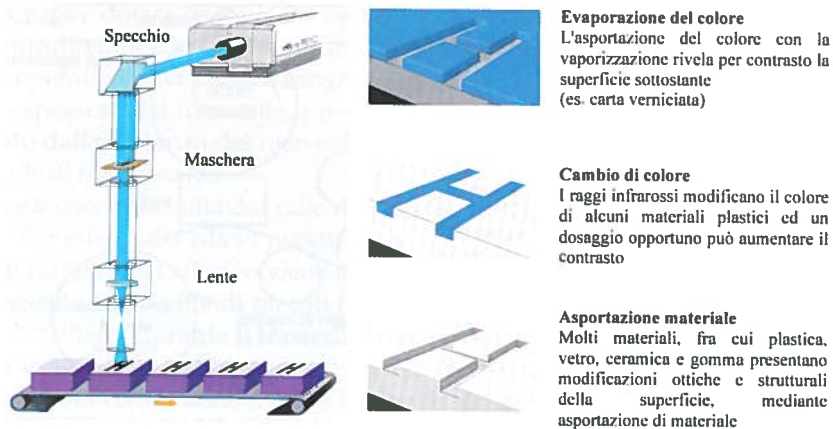 Specchio
Maschera
Lente
Evaporazione del colore
L'asportazione del colore con la
vaporizzazione rivela per contrasto la
superficie sottostante
(es. carta verniciata)
Cambio di colore
I raggi infrarossi modificano il colore
di alcuni materiali plastici ed un
dosaggio opportuno può aumentare il
contrasto
Asportazione materiale
Molti materiali, fra cui plastica,
vetro, ceramica e gomma presentano
modificazioni ottiche e strutturali
della superficie, mediante
asportazione di materiale
H H H H